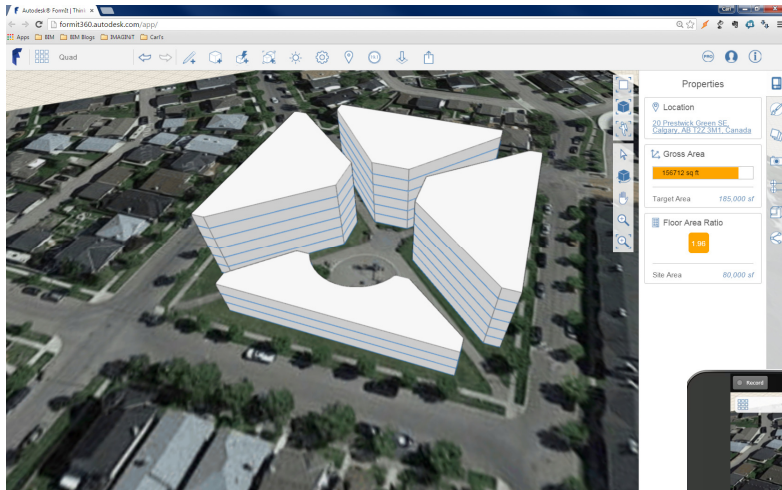 Autodesk® FormIt | Thin
formit360.autodesk.com/app/
Apps BIM BIM Blogs IMAGINiT Carl's
Quad
PRO
Properties
Location
20 Prestwick Green SE,
Calgary, AB T2Z 3M1, Canada
Gross Area
156712 sq ft
Target Area 185,000 sf
Floor Area Ratio
1.96
Site Area 80,000 sf
Record